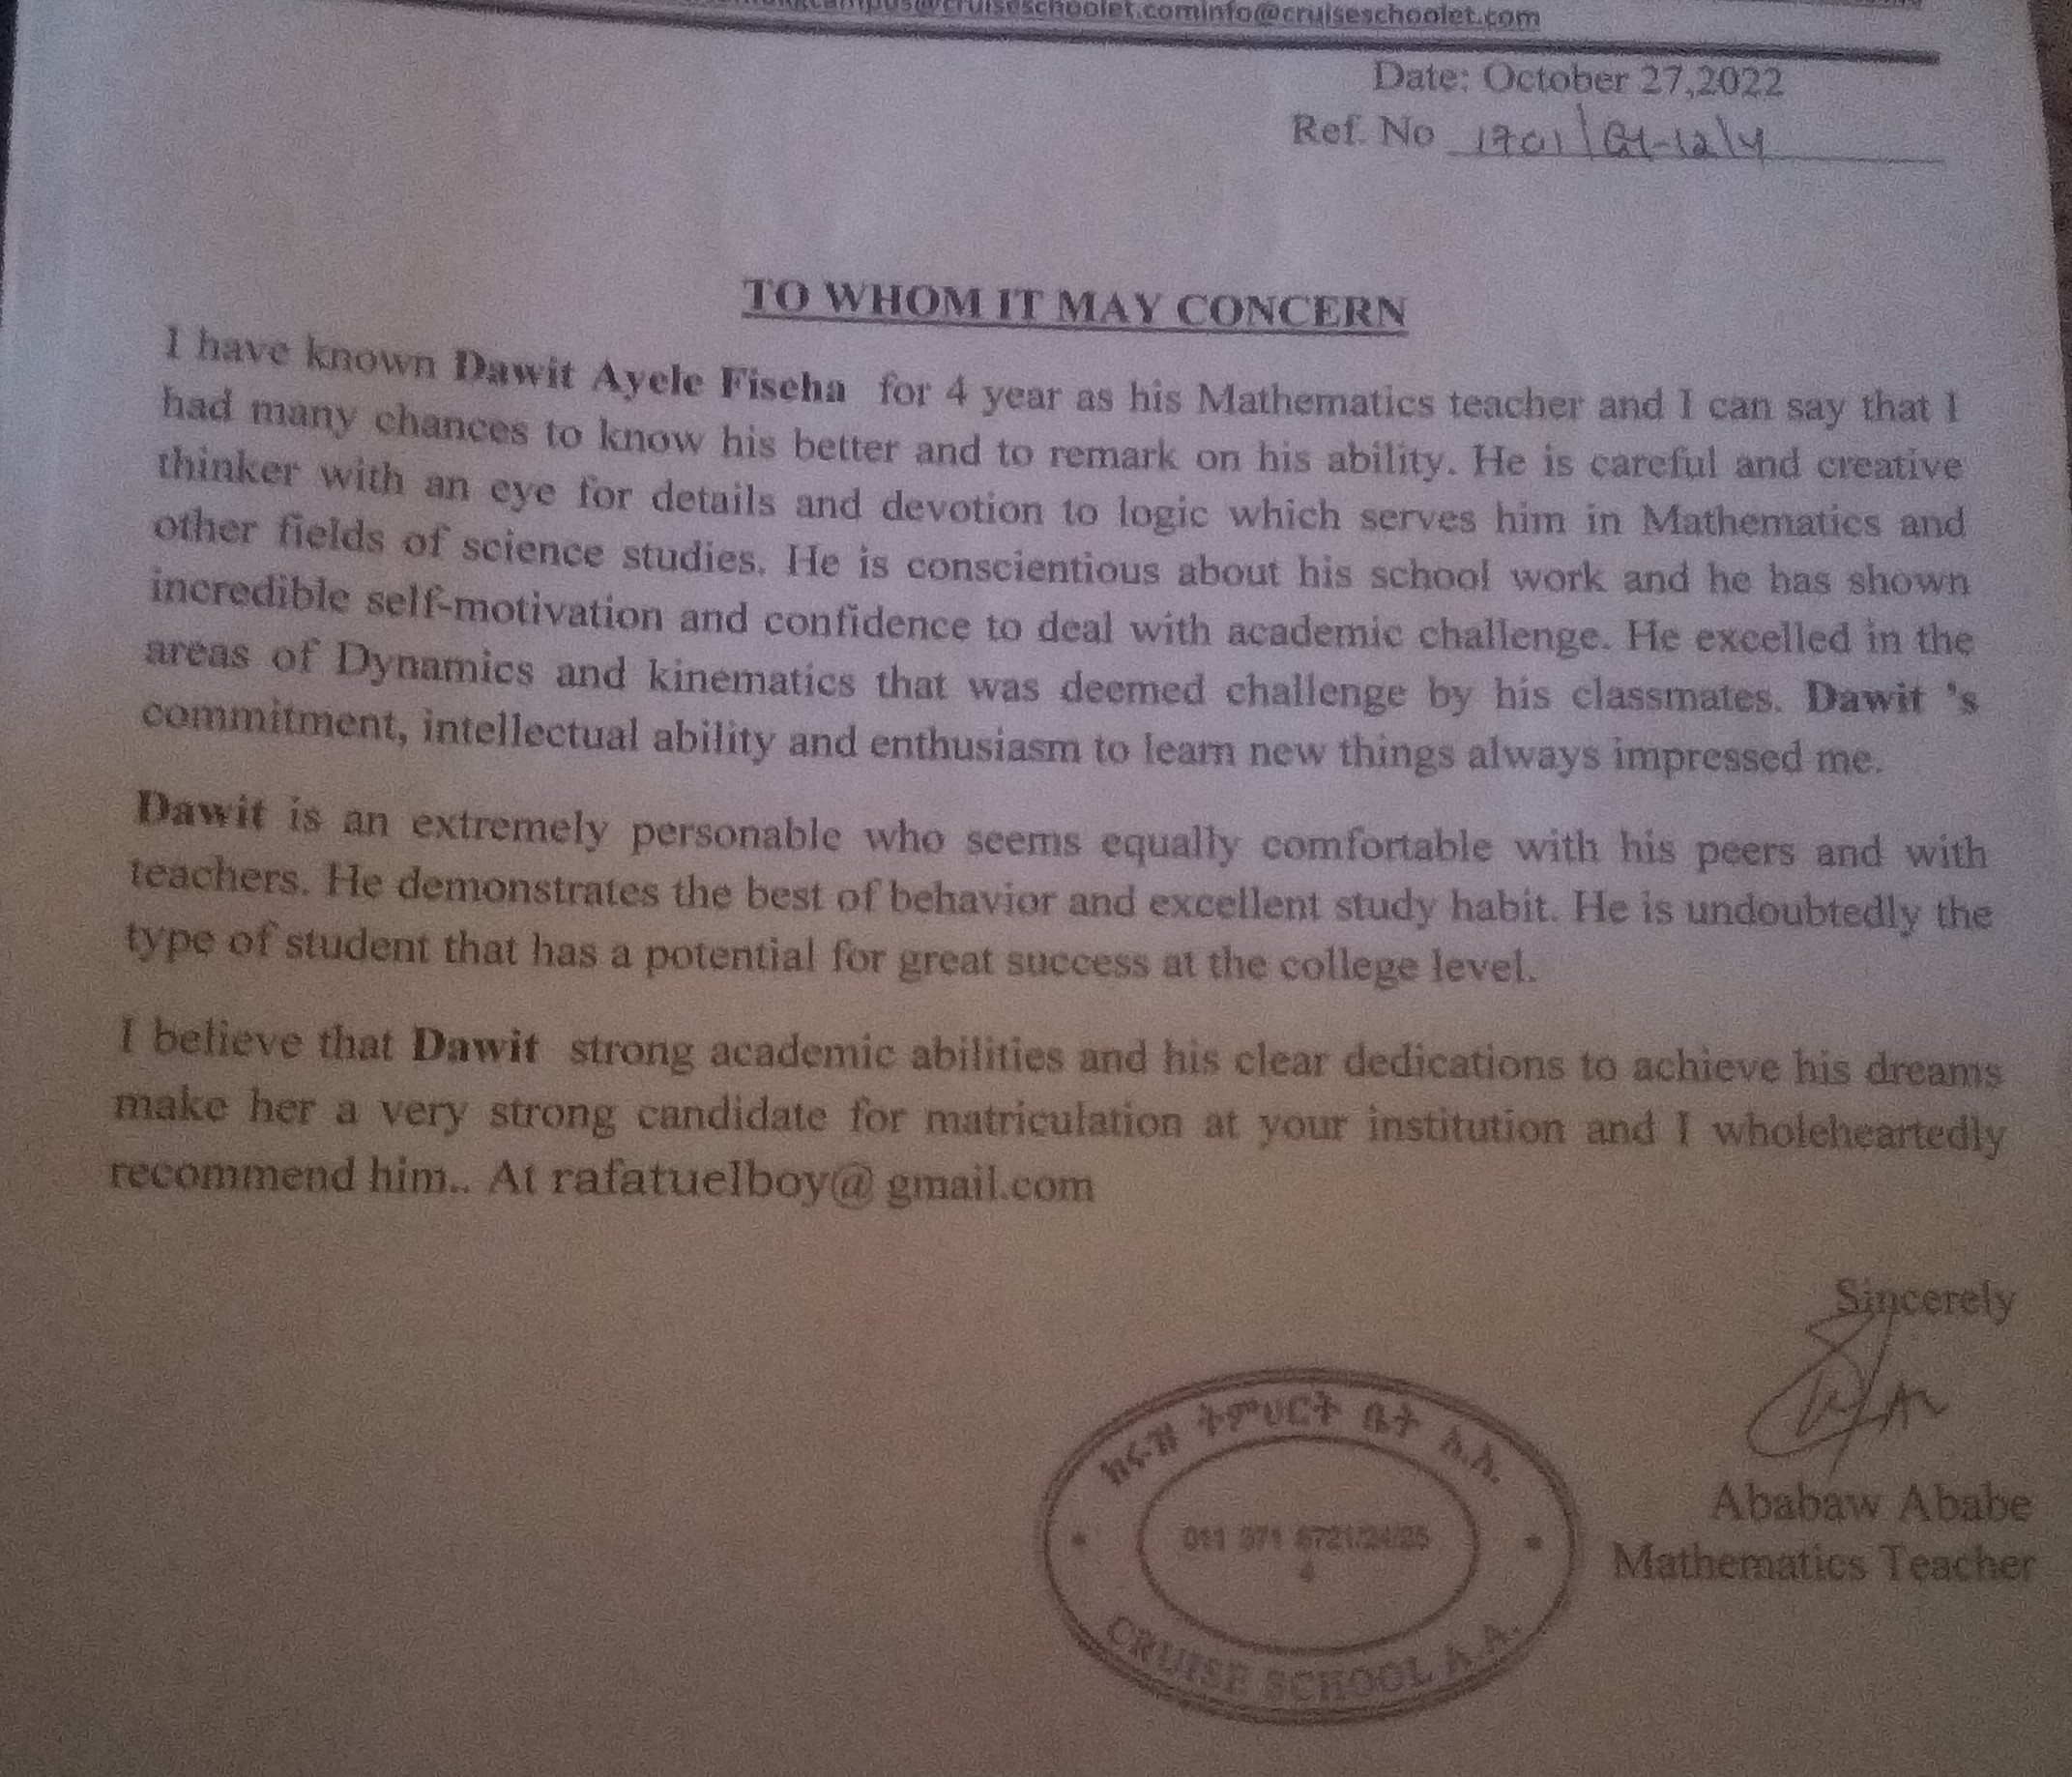 campus@cruiseschoolet.cominfo@cruiseschoolet.com
Date: October 27,2022
Ref. No 1701
TO WHOM IT MAY CONCERN
I have known Dawit Ayele Fiseha for 4 year as his Mathematics teacher and I can say that I
had many chances to know his better and to remark on his ability. He is careful and creative
thinker with an eye for details and devotion to logic which serves him in Mathematics and
other fields of science studies. He is conscientious about his school work and he has shown
incredible self-motivation and confidence to deal with academic challenge. He excelled in the
areas of Dynamics and kinematics that was deemed challenge by his classmates. Dawit 's
commitment, intellectual ability and enthusiasm to learn new things always impressed me.
Dawit is an extremely personable who seems equally comfortable with his peers and with
teachers. He demonstrates the best of behavior and excellent study habit. He is undoubtedly the
type of student that has a potential for great success at the college level.
I believe that Dawit strong academic abilities and his clear dedications to achieve his dreams
make her a very strong candidate for matriculation at your institution and I wholeheartedly
recommend him.. At rafatuelboy@ gmail.com
Sincerely
Ababaw Ababe
Mathematics Teacher
ክሩዝ ትምህርት ቤት አ.አ.
011 371 6721/24/25
4
CRUISE SCHOOL A.A.